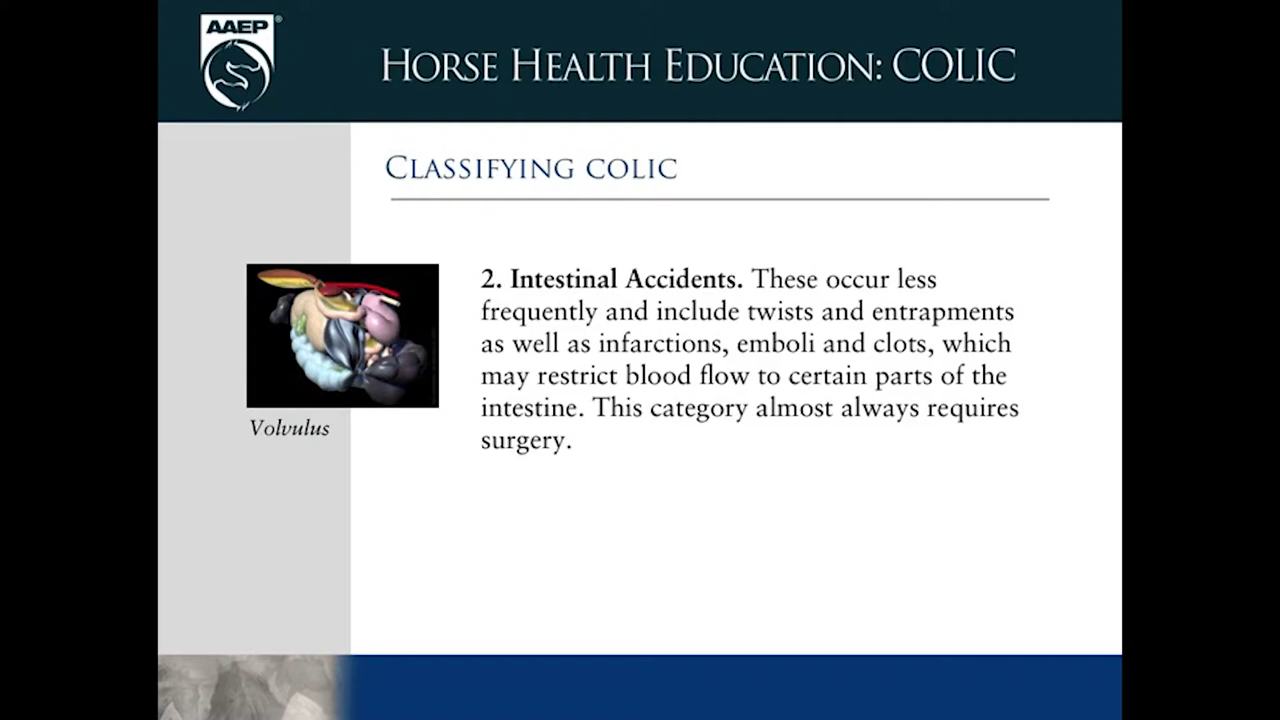 AAEP®
HORSE HEALTH EDUCATION: COLIC
CLASSIFYING COLIC
2. Intestinal Accidents. These occur less
frequently and include twists and entrapments
as well as infarctions, emboli and clots, which
may restrict blood flow to certain parts of the
intestine. This category almost always requires
surgery.
Volvulus